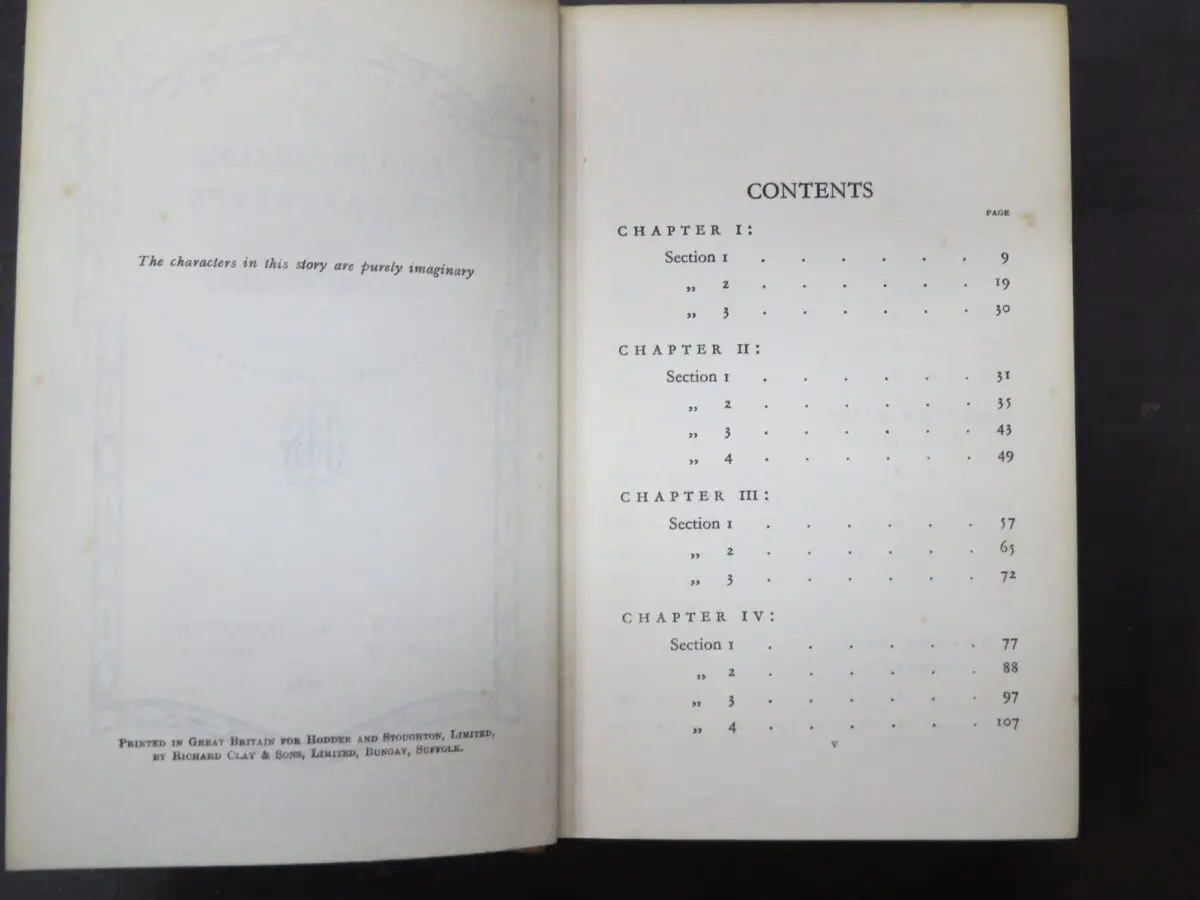 The characters in this story are purely imaginary
PRINTED IN GREAT BRITAIN FOR HODDER AND STOUGHTON, LIMITED,
BY RICHARD CLAY & SONS, LIMITED, BUNGAY, SUFFOLK.
CONTENTS
PAGE
CHAPTER I:
Section 1 . . . . . . 9
„ 2 . . . . . . 19
„ 3 . . . . . . 30
CHAPTER II:
Section 1 . . . . . . 31
„ 2 . . . . . . 35
„ 3 . . . . . . 43
„ 4 . . . . . . 49
CHAPTER III:
Section 1 . . . . . . 57
„ 2 . . . . . . 65
„ 3 . . . . . . 72
CHAPTER IV:
Section 1 . . . . . . 77
„ 2 . . . . . . 88
„ 3 . . . . . . 97
„ 4 . . . . . . 107
v